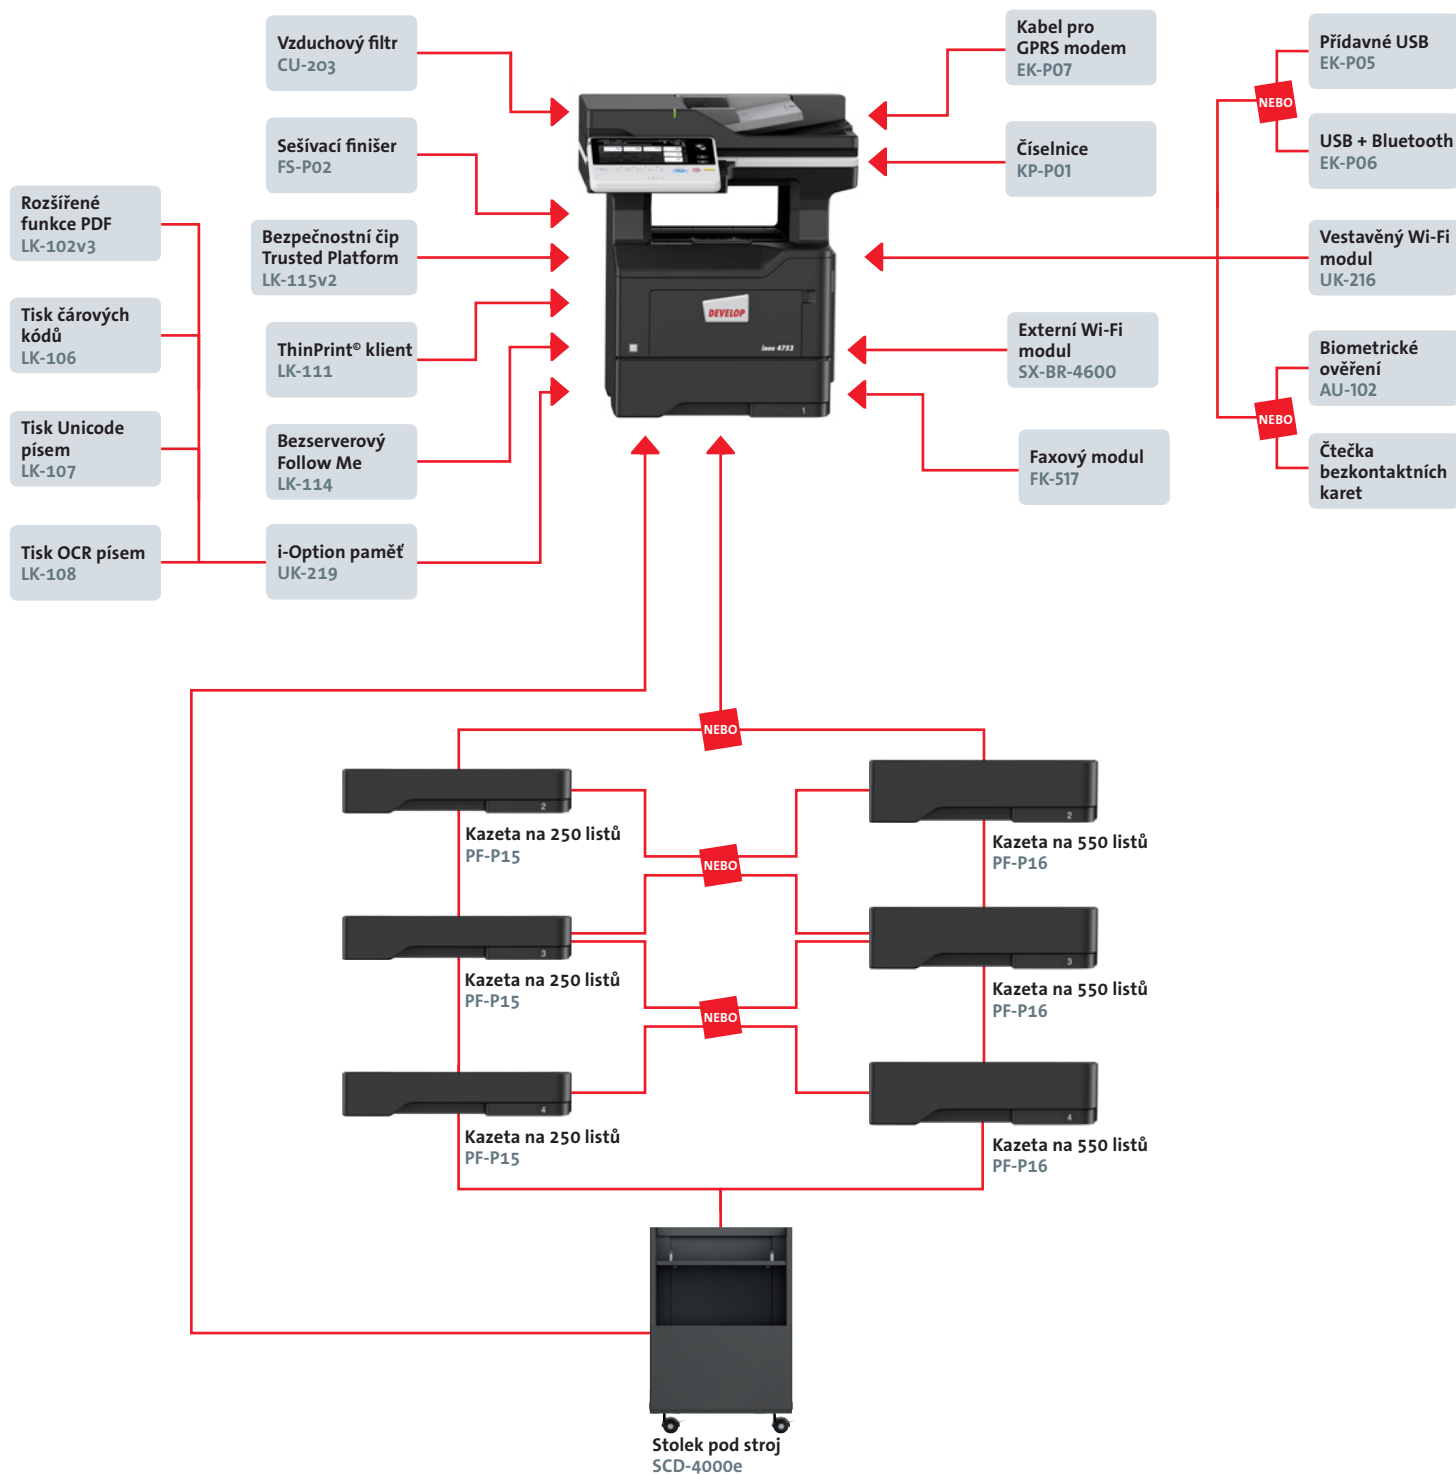 Vzduchový filtr
CU-203
Kabel pro
GPRS modem
EK-P07
Přídavné USB
EK-P05
NEBO
Sešívací finišer
FS-P02
Číselnice
KP-P01
USB + Bluetooth
EK-P06
Rozšířené
funkce PDF
LK-102v3
Bezpečnostní čip
Trusted Platform
LK-115v2
Vestavěný Wi-Fi
modul
UK-216
DEVELOP
ineo 4752
1
Tisk čárových
kódů
LK-106
ThinPrint© klient
LK-111
Externí Wi-Fi
modul
SX-BR-4600
Biometrické
ověření
AU-102
NEBO
Tisk Unicode
písem
LK-107
Bezserverový
Follow Me
LK-114
Faxový modul
FK-517
Čtečka
bezkontaktních
karet
Tisk OCR písem
LK-108
i-Option paměť
UK-219
NEBO
2
Kazeta na 250 listů
PF-P15
2
Kazeta na 550 listů
PF-P16
NEBO
3
Kazeta na 250 listů
PF-P15
3
Kazeta na 550 listů
PF-P16
NEBO
4
Kazeta na 250 listů
PF-P15
4
Kazeta na 550 listů
PF-P16
Stolek pod stroj
SCD-4000e